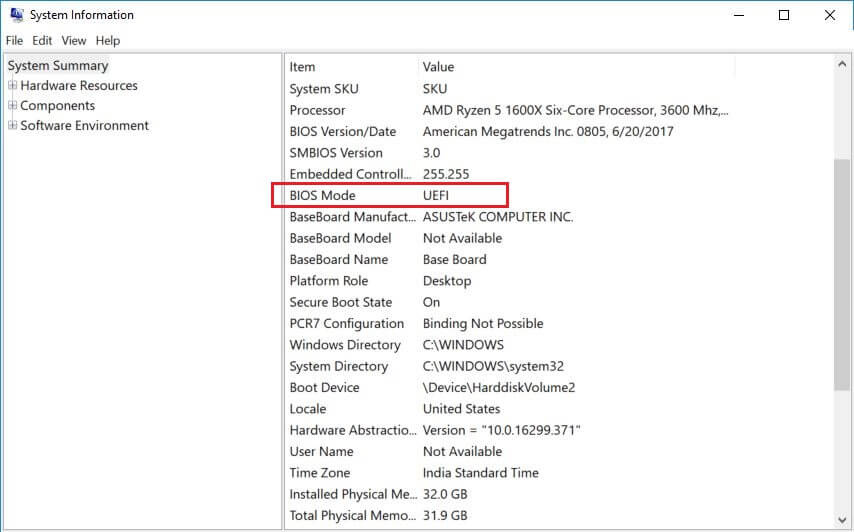 System Information
File Edit View Help
System Summary
Hardware Resources
Components
Software Environment
Item Value
System SKU SKU
Processor AMD Ryzen 5 1600X Six-Core Processor, 3600 Mhz,...
BIOS Version/Date American Megatrends Inc. 0805, 6/20/2017
SMBIOS Version 3.0
Embedded Controll... 255.255
BIOS Mode UEFI
BaseBoard Manufact... ASUSTeK COMPUTER INC.
BaseBoard Model Not Available
BaseBoard Name Base Board
Platform Role Desktop
Secure Boot State On
PCR7 Configuration Binding Not Possible
Windows Directory C:\WINDOWS
System Directory C:\WINDOWS\system32
Boot Device \Device\HarddiskVolume2
Locale United States
Hardware Abstractio... Version = "10.0.16299.371"
User Name Not Available
Time Zone India Standard Time
Installed Physical Me... 32.0 GB
Total Physical Memo... 31.9 GB